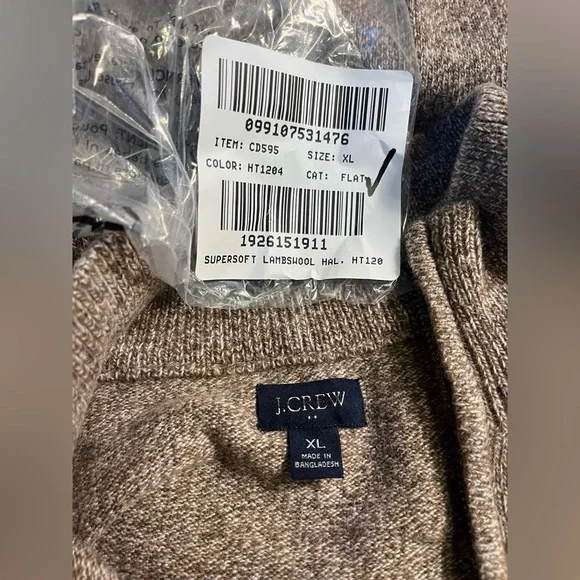 099107531476
ITEM: CD595 SIZE: XL
COLOR: HT1204 CAT: FLAT
1926151911
SUPERSOFT LAMBSWOOL HAL. HT120
J.CREW
XL
MADE IN
BANGLADESH